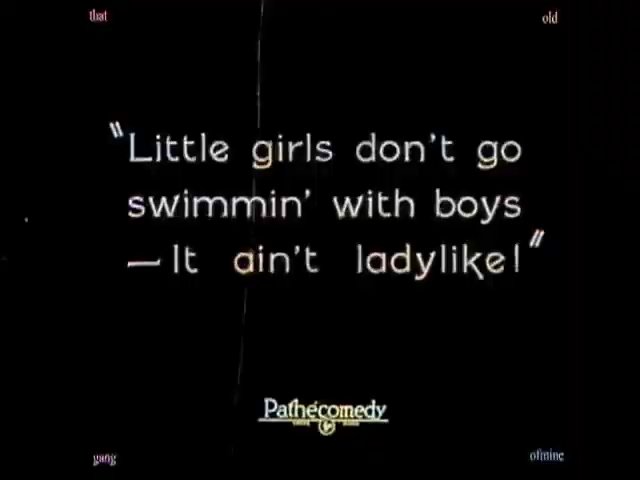 that old
"Little girls don't go
swimmin' with boys
—It ain't ladylike!"
Pathécomedy
gang ofmine